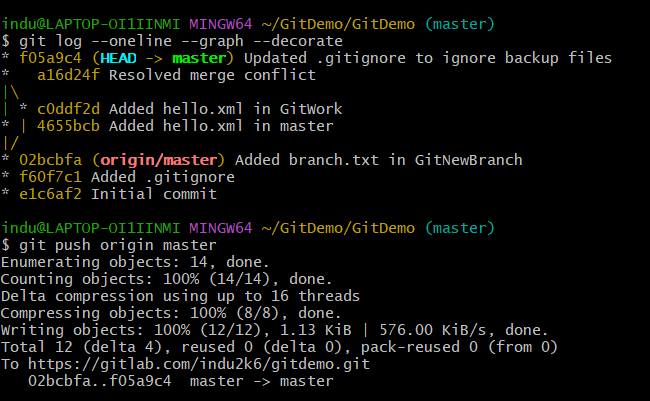 indu@LAPTOP-OI1IINMI MINGW64 ~/GitDemo/GitDemo (master)
$ git log --oneline --graph --decorate
* f05a9c4 (HEAD -> master) Updated .gitignore to ignore backup files
*   a16d24f Resolved merge conflict
|\
| * c0ddf2d Added hello.xml in GitWork
* | 4655bcb Added hello.xml in master
|/
* 02bcbfa (origin/master) Added branch.txt in GitNewBranch
* f60f7c1 Added .gitignore
* e1c6af2 Initial commit
indu@LAPTOP-OI1IINMI MINGW64 ~/GitDemo/GitDemo (master)
$ git push origin master
Enumerating objects: 14, done.
Counting objects: 100% (14/14), done.
Delta compression using up to 16 threads
Compressing objects: 100% (8/8), done.
Writing objects: 100% (12/12), 1.13 KiB | 576.00 KiB/s, done.
Total 12 (delta 4), reused 0 (delta 0), pack-reused 0 (from 0)
To https://gitlab.com/indu2k6/gitdemo.git
   02bcbfa..f05a9c4  master -> master